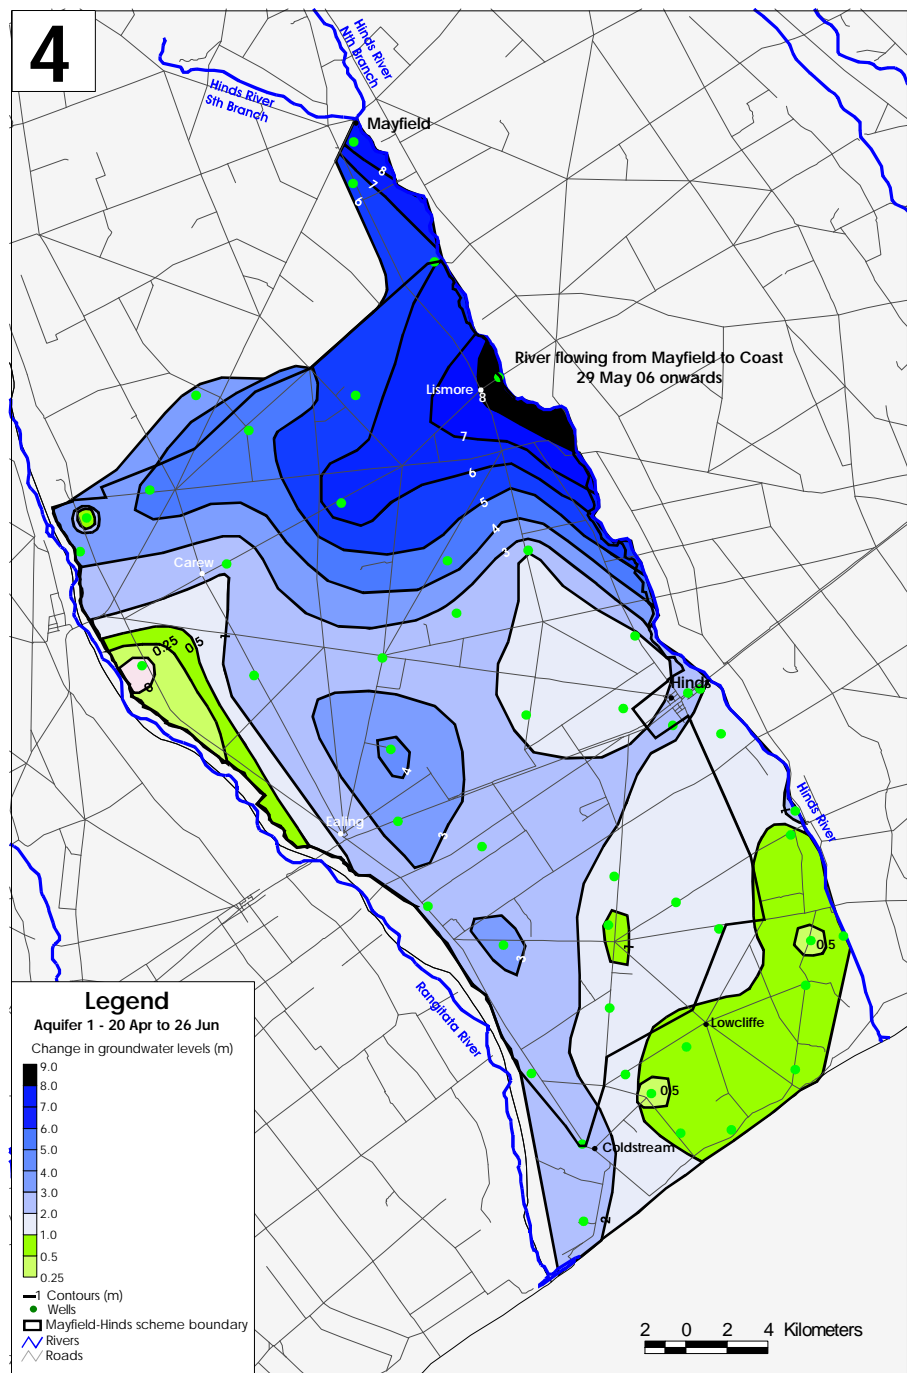 4
Hinds River
Nth Branch
Hinds River
Sth Branch
Mayfield
8
7
6
River flowing from Mayfield to Coast
29 May 06 onwards
Lismore
8
7
6
5
4
3
Carew
1
0.25
0.5
1
0
Hinds
4
3
Ealing
1
Hinds River
3
1
0.5
Rangitata River
Lowcliffe
0.5
Coldstream
2
Legend
Aquifer 1 - 20 Apr to 26 Jun
Change in groundwater levels (m)
9.0
8.0
7.0
6.0
5.0
4.0
3.0
2.0
1.0
0.5
0.25
1 Contours (m)
Wells
Mayfield-Hinds scheme boundary
Rivers
Roads
2 0 2 4 Kilometers